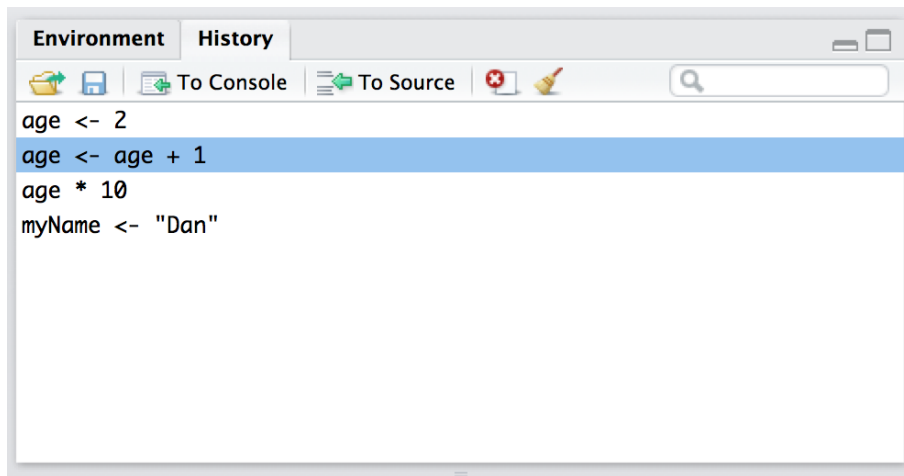 Environment History
To Console To Source
age <- 2
age <- age + 1
age * 10
myName <- "Dan"